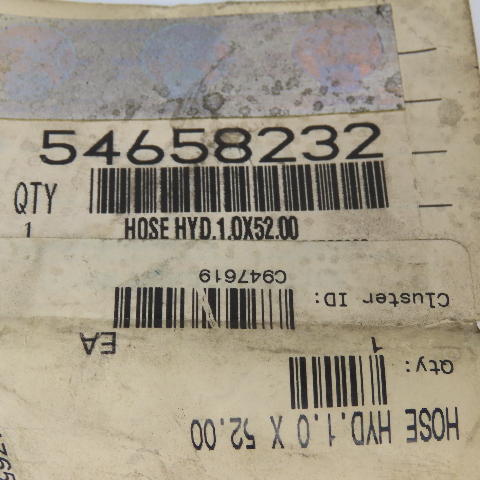 54658232
QTY
1
HOSE HYD.1.0X52.00
Cluster ID:
C947619
Qty:
1
EA
HOSE HYD.1.0 X 52.00